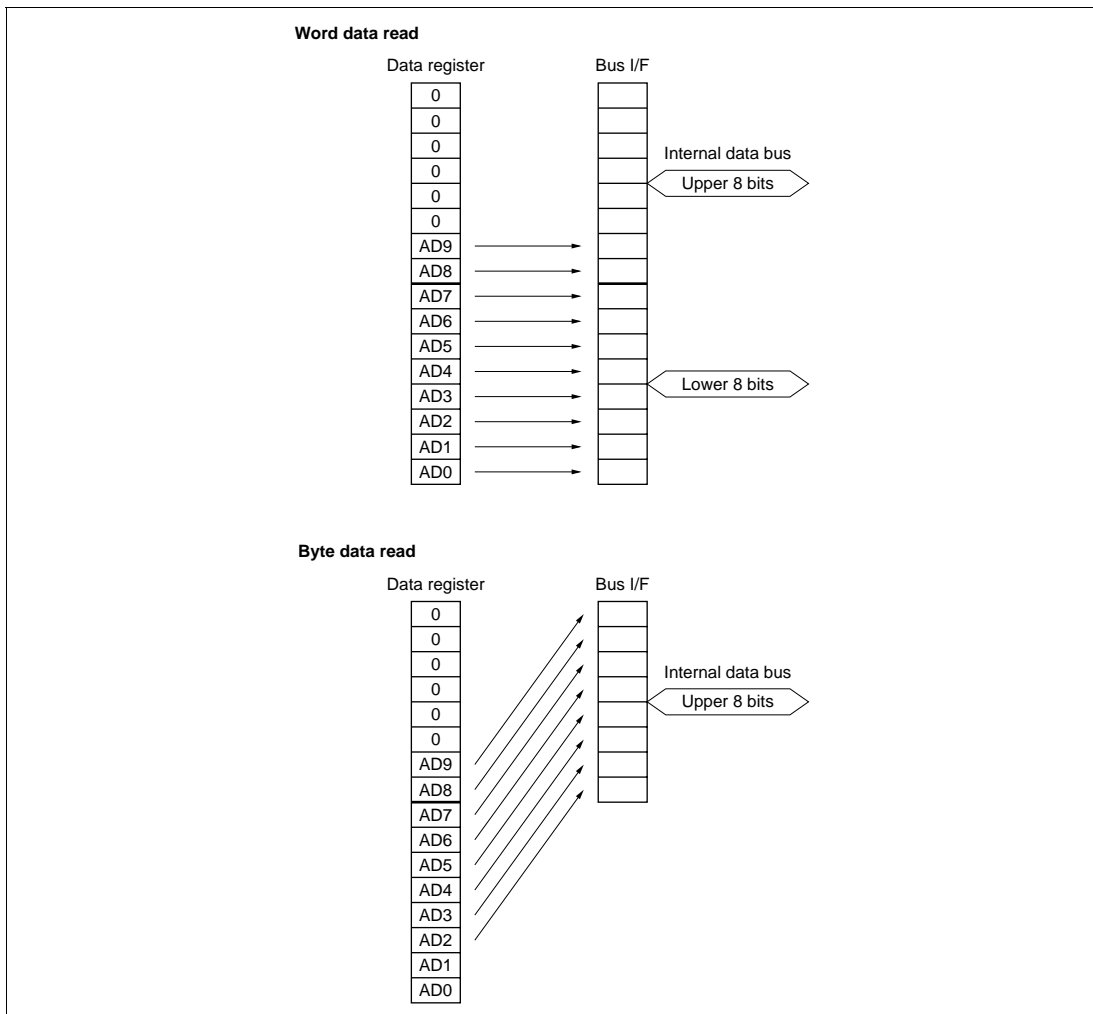 Word data read
Data register
Bus I/F
0
0
0
0
0
0
AD9
AD8
AD7
AD6
AD5
AD4
AD3
AD2
AD1
AD0
Internal data bus
Upper 8 bits
Lower 8 bits
Byte data read
Data register
Bus I/F
0
0
0
0
0
0
AD9
AD8
AD7
AD6
AD5
AD4
AD3
AD2
AD1
AD0
Internal data bus
Upper 8 bits